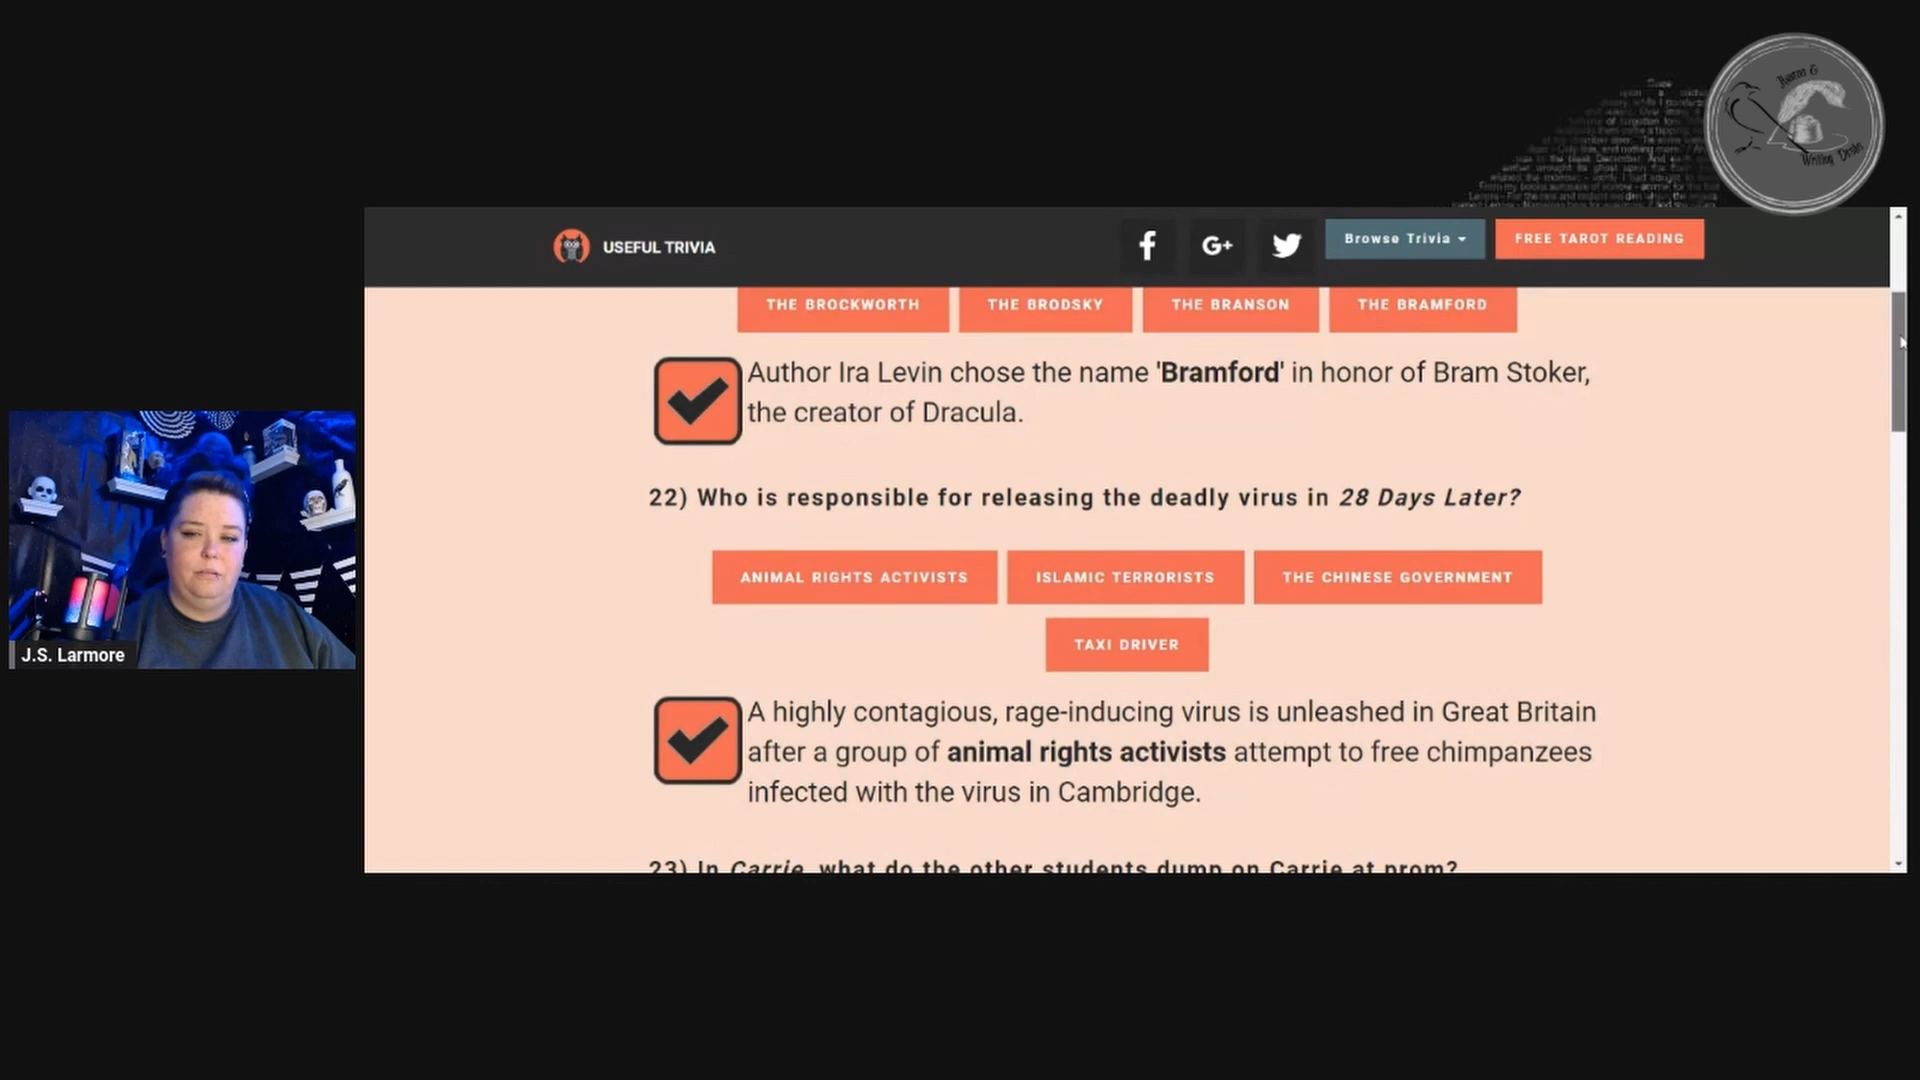 Ravens &
Writing Desks
USEFUL TRIVIA
G+
Browse Trivia
FREE TAROT READING
THE BROCKWORTH
THE BRODSKY
THE BRANSON
THE BRAMFORD
Author Ira Levin chose the name 'Bramford' in honor of Bram Stoker,
the creator of Dracula.
22) Who is responsible for releasing the deadly virus in 28 Days Later?
ANIMAL RIGHTS ACTIVISTS
ISLAMIC TERRORISTS
THE CHINESE GOVERNMENT
TAXI DRIVER
A highly contagious, rage-inducing virus is unleashed in Great Britain
after a group of animal rights activists attempt to free chimpanzees
infected with the virus in Cambridge.
23) In Carrie, what do the other students dump on Carrie at prom?
J.S. Larmore